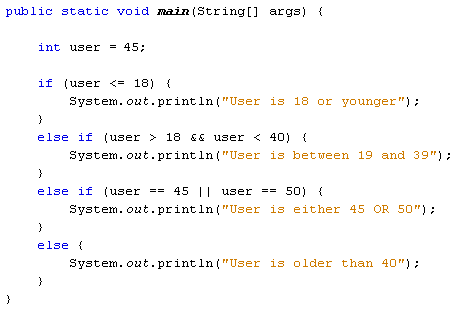 public static void main(String[] args) {
int user = 45;
if (user <= 18) {
System.out.println("User is 18 or younger");
}
else if (user > 18 && user < 40) {
System.out.println("User is between 19 and 39");
}
else if (user == 45 || user == 50) {
System.out.println("User is either 45 OR 50");
}
else {
System.out.println("User is older than 40");
}
}